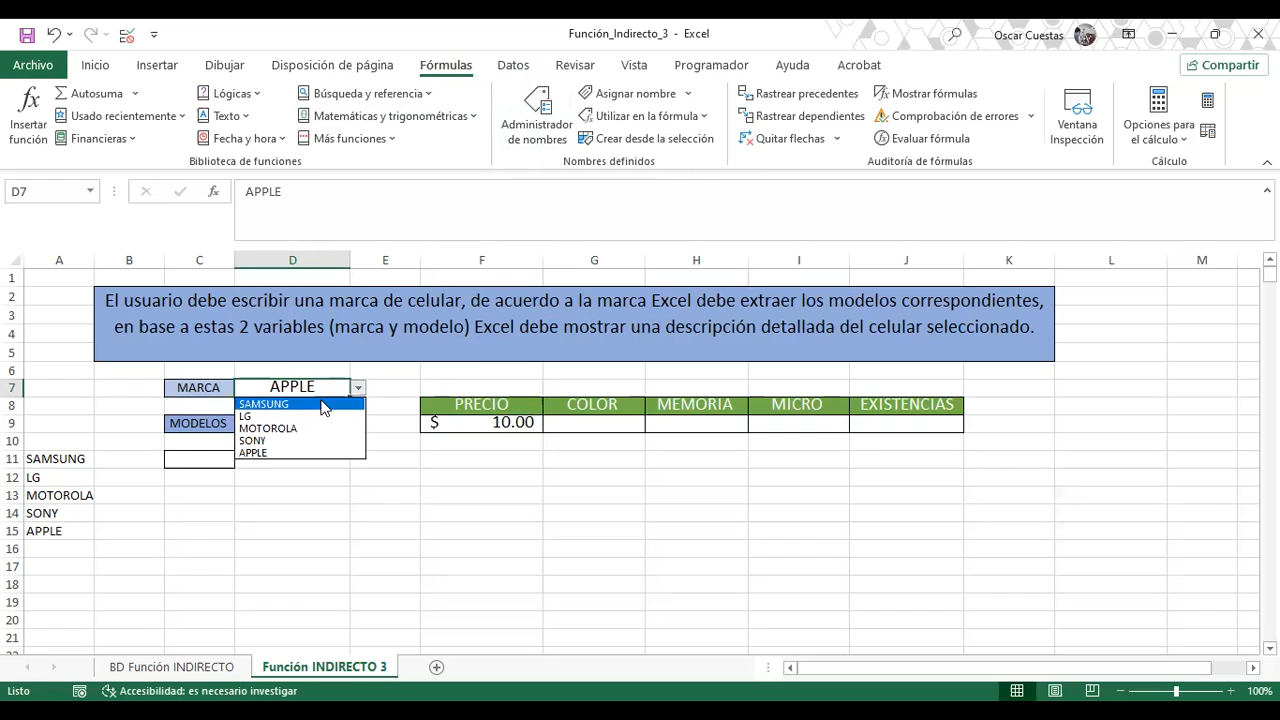 Función_Indirecto_3 - Excel
Oscar Cuestas
Archivo Inicio Insertar Dibujar Disposición de página Fórmulas Datos Revisar Vista Programador Ayuda Acrobat Compartir
Insertar función
Autosuma
Usado recientemente
Financieras
Lógicas
Texto
Fecha y hora
Búsqueda y referencia
Matemáticas y trigonométricas
Más funciones
Biblioteca de funciones
Administrador de nombres
Asignar nombre
Utilizar en la fórmula
Crear desde la selección
Nombres definidos
Rastrear precedentes
Rastrear dependientes
Quitar flechas
Mostrar fórmulas
Comprobación de errores
Evaluar fórmula
Auditoría de fórmulas
Ventana Inspección
Opciones para el cálculo
Cálculo
D7 fx APPLE
A B C D E F G H I J K L M
1
2
3
4
5
El usuario debe escribir una marca de celular, de acuerdo a la marca Excel debe extraer los modelos correspondientes,
en base a estas 2 variables (marca y modelo) Excel debe mostrar una descripción detallada del celular seleccionado.
6
7 MARCA APPLE
SAMSUNG
LG
MOTOROLA
SONY
APPLE
8 PRECIO COLOR MEMORIA MICRO EXISTENCIAS
9 MODELOS $ 10.00
10
11 SAMSUNG
12 LG
13 MOTOROLA
14 SONY
15 APPLE
16
17
18
19
20
21
BD Función INDIRECTO Función INDIRECTO 3
Listo Accesibilidad: es necesario investigar 100%